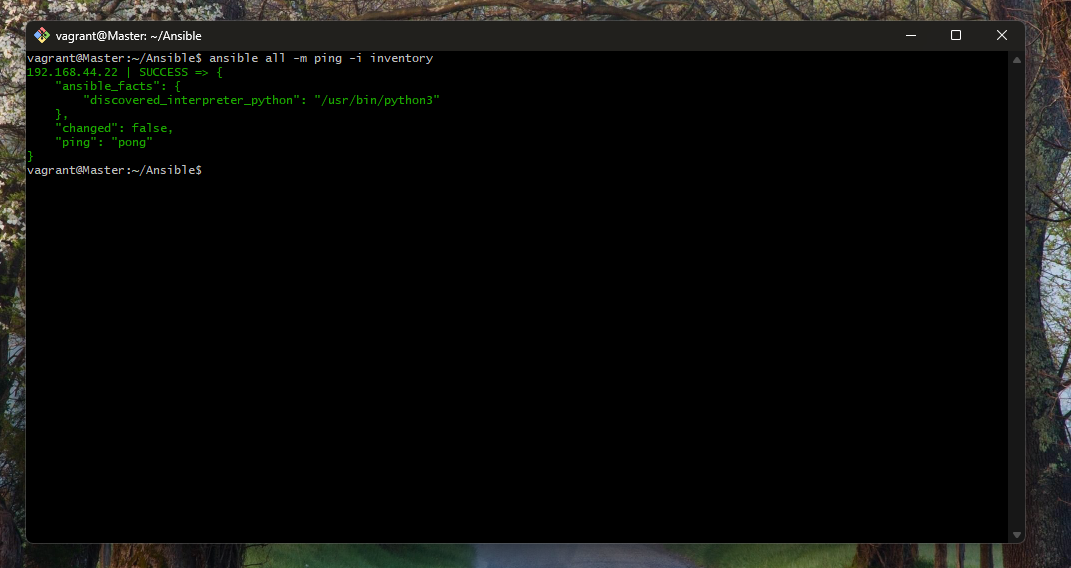 vagrant@Master: ~/Ansible
vagrant@Master:~/Ansible$ ansible all -m ping -i inventory
192.168.44.22 | SUCCESS => {
    "ansible_facts": {
        "discovered_interpreter_python": "/usr/bin/python3"
    },
    "changed": false,
    "ping": "pong"
}
vagrant@Master:~/Ansible$